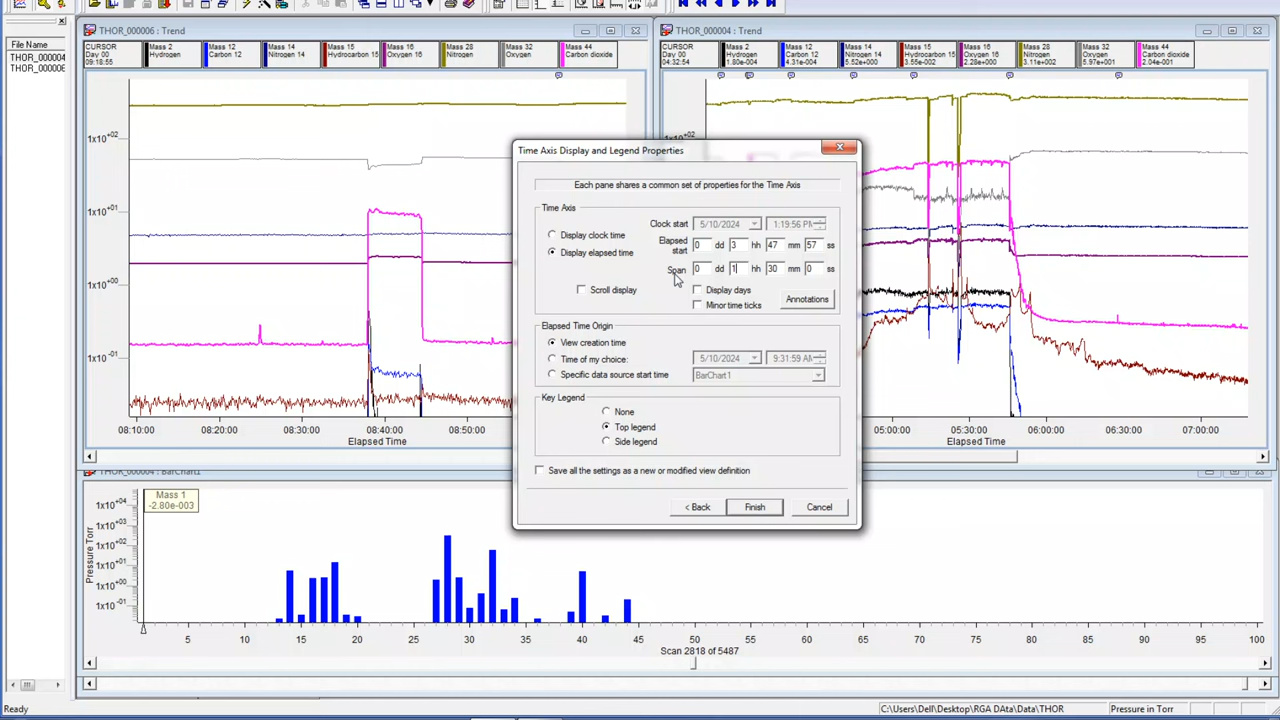 File Name
THOR_000004
THOR_000006
THOR_000006 : Trend
CURSOR
Day 00
09:18:55
Mass 2
Hydrogen
Mass 12
Carbon 12
Mass 14
Nitrogen 14
Mass 15
Hydrocarbon 15
Mass 16
Oxygen 16
Mass 28
Nitrogen
Mass 32
Oxygen
Mass 44
Carbon dioxide
1x10+02
1x10+01
1x10+00
1x10-01
08:10:00 08:20:00 08:30:00 08:40:00 08:50:00
Elapsed Time
THOR_000004 : Trend
CURSOR
Day 00
04:32:54
Mass 2
Hydrogen
1.80e-004
Mass 12
Carbon 12
4.31e-004
Mass 14
Nitrogen 14
5.52e+000
Mass 15
Hydrocarbon 15
3.55e-002
Mass 16
Oxygen 16
2.28e+000
Mass 28
Nitrogen
3.11e+002
Mass 32
Oxygen
5.97e+001
Mass 44
Carbon dioxide
2.04e-001
1x10+02
05:00:00 05:30:00 06:00:00 06:30:00 07:00:00
Elapsed Time
Time Axis Display and Legend Properties
Each pane shares a common set of properties for the Time Axis
Time Axis
Display clock time
Display elapsed time
Scroll display
Clock start 5/10/2024 1:19:56 PM
Elapsed start 0 dd 3 hh 47 mm 57 ss
Span 0 dd 1 hh 30 mm 0 ss
Display days
Minor time ticks
Annotations
Elapsed Time Origin
View creation time
Time of my choice: 5/10/2024 9:31:59 AM
Specific data source start time BarChart1
Key Legend
None
Top legend
Side legend
Save all the settings as a new or modified view definition
< Back Finish Cancel
THOR_000004 : BarChart1
Mass 1
-2.80e-003
Pressure Torr
1x10+04
1x10+03
1x10+02
1x10+01
1x10+00
1x10-01
5 10 15 20 25 30 35 40 45 50 55 60 65 70 75 80 85 90 95 100
Scan 2818 of 5487
Ready
C:\Users\Dell\Desktop\RGA DAta\Data\THOR
Pressure in Torr